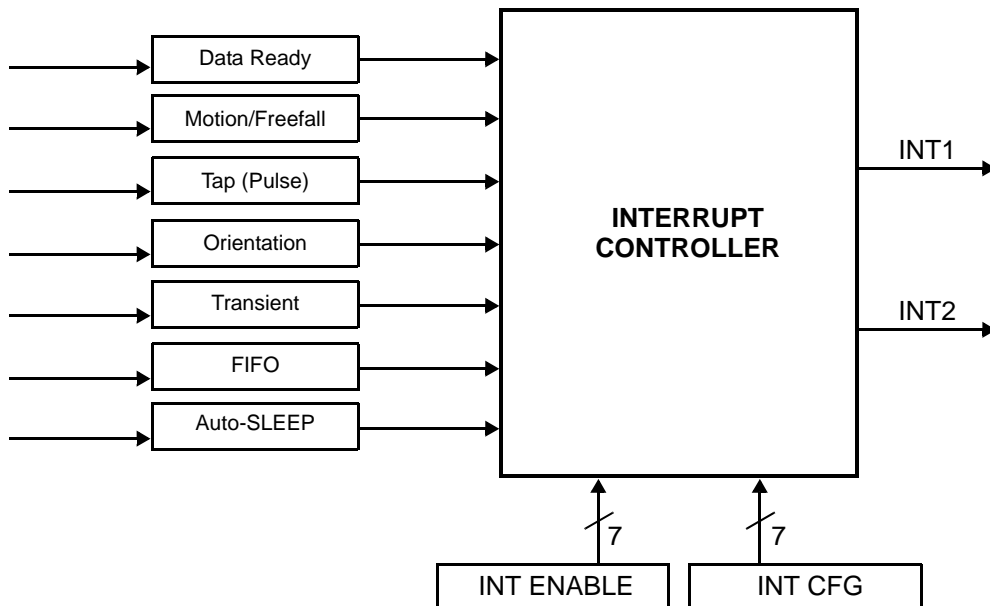 Data Ready
Motion/Freefall
Tap (Pulse)
Orientation
Transient
FIFO
Auto-SLEEP
INTERRUPT
CONTROLLER
INT1
INT2
7
7
INT ENABLE
INT CFG